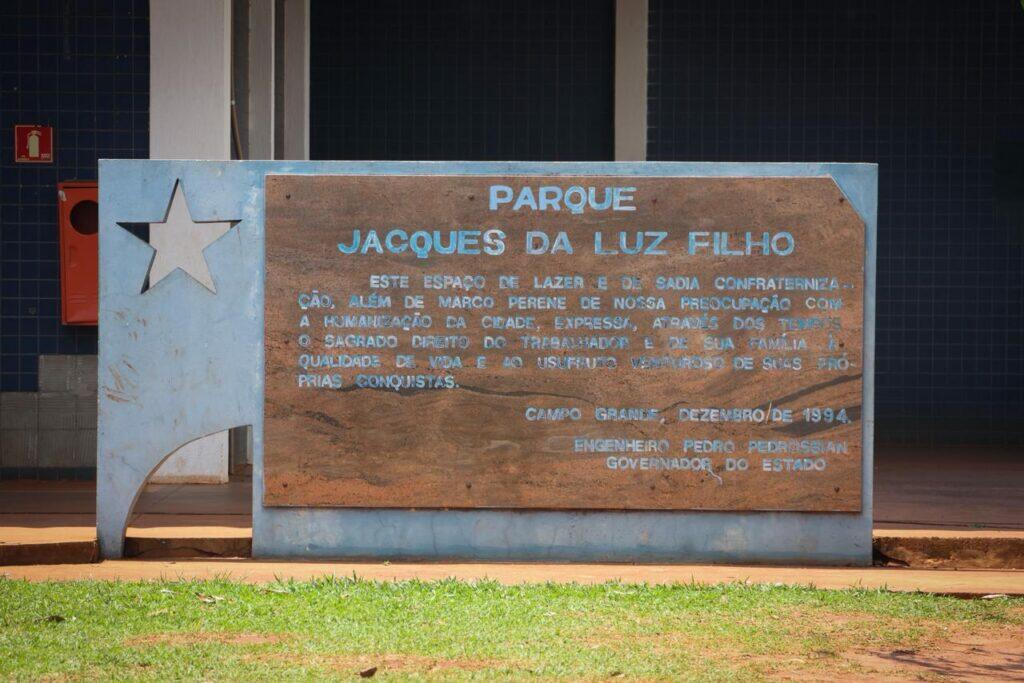 PARQUE
JACQUES DA LUZ FILHO
ESTE ESPAÇO DE LAZER E DE SADIA CONFRATERNIZA-
ÇÃO, ALÉM DE MARCO PERENE DE NOSSA PREOCUPAÇÃO COM
A HUMANIZAÇÃO DA CIDADE, EXPRESSA, ATRAVÉS DOS TEMPOS
O SAGRADO DIREITO DO TRABALHADOR E DE SUA FAMÍLIA À
QUALIDADE DE VIDA E AO USUFRUTO VENTUROSO DE SUAS PRÓ-
PRIAS CONQUISTAS.
CAMPO GRANDE, DEZEMBRO DE 1994.
ENGENHEIRO PEDRO PEDROSSIAN
GOVERNADOR DO ESTADO